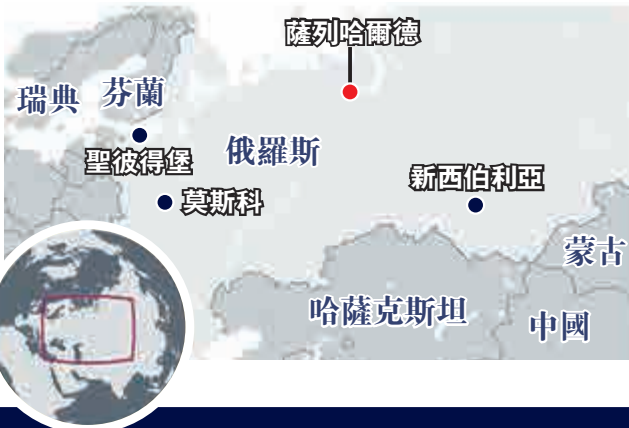 薩列哈爾德
瑞典
芬蘭
聖彼得堡
俄羅斯
莫斯科
新西伯利亞
蒙古
哈薩克斯坦
中國